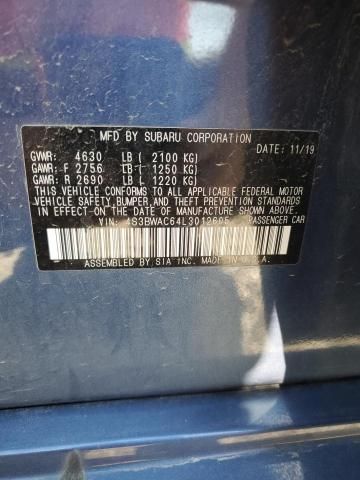 MFD BY SUBARU CORPORATION
DATE: 11/19
GVWR: 4630 LB ( 2100 KG)
GAWR: F 2756 LB ( 1250 KG)
GAWR: R 2690 LB ( 1220 KG)
THIS VEHICLE CONFORMS TO ALL APPLICABLE FEDERAL MOTOR
VEHICLE SAFETY,BUMPER,AND THEFT PREVENTION STANDARDS
IN EFFECT ON THE DATE OF MANUFACTURE SHOWN ABOVE.
VIN: 4S3BWAC64L3012605 PASSENGER CAR
ASSEMBLED BY SIA INC. MADE IN U.S.A.